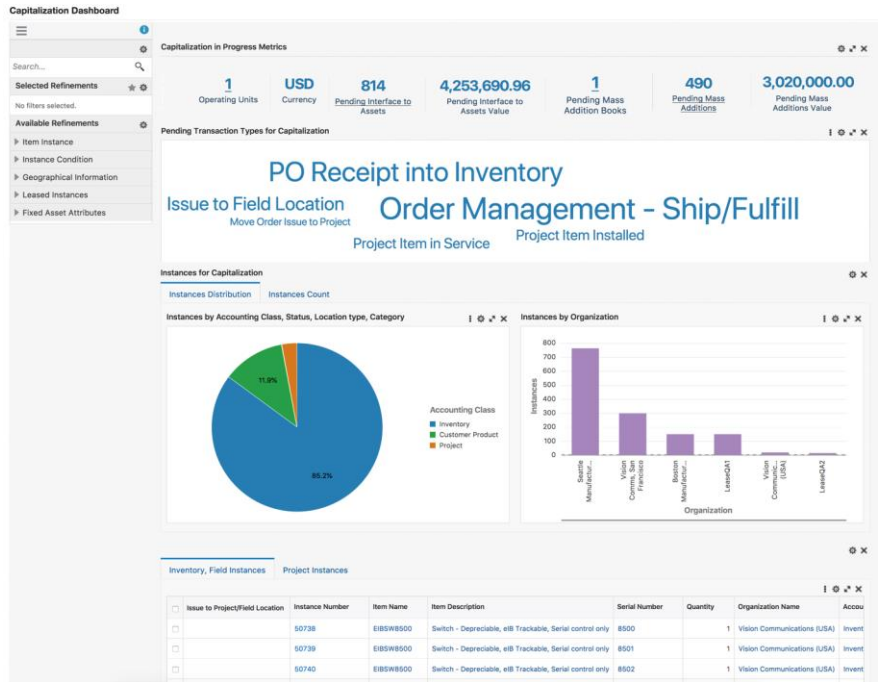 Capitalization Dashboard
Search...
Selected Refinements
No filters selected.
Available Refinements
Item Instance
Instance Condition
Geographical Information
Leased Instances
Fixed Asset Attributes
Capitalization in Progress Metrics
1
Operating Units
USD
Currency
814
Pending Interface to
Assets
4,253,690.96
Pending Interface to
Assets Value
1
Pending Mass
Addition Books
490
Pending Mass
Additions
3,020,000.00
Pending Mass
Additions Value
Pending Transaction Types for Capitalization
PO Receipt into Inventory
Issue to Field Location
Order Management - Ship/Fulfill
Move Order Issue to Project
Project Item in Service
Project Item Installed
Instances for Capitalization
Instances Distribution Instances Count
Instances by Accounting Class, Status, Location type, Category
11.9%
85.2%
Accounting Class
Inventory
Customer Product
Project
Instances by Organization
Instances
800
700
600
500
400
300
200
100
0
Seattle
Manufactur...
Vision
Comms, San
Francisco
Boston
Manufactur...
LeaseQA1
Vision
Communic...
(USA)
LeaseQA2
Organization
Inventory, Field Instances Project Instances
Issue to Project/Field Location Instance Number Item Name Item Description Serial Number Quantity Organization Name Accou
50738 EIBSW8500 Switch - Depreciable, eIB Trackable, Serial control only 8500 1 Vision Communications (USA) Invent
50739 EIBSW8500 Switch - Depreciable, eIB Trackable, Serial control only 8501 1 Vision Communications (USA) Invent
50740 EIBSW8500 Switch - Depreciable, eIB Trackable, Serial control only 8502 1 Vision Communications (USA) Invent